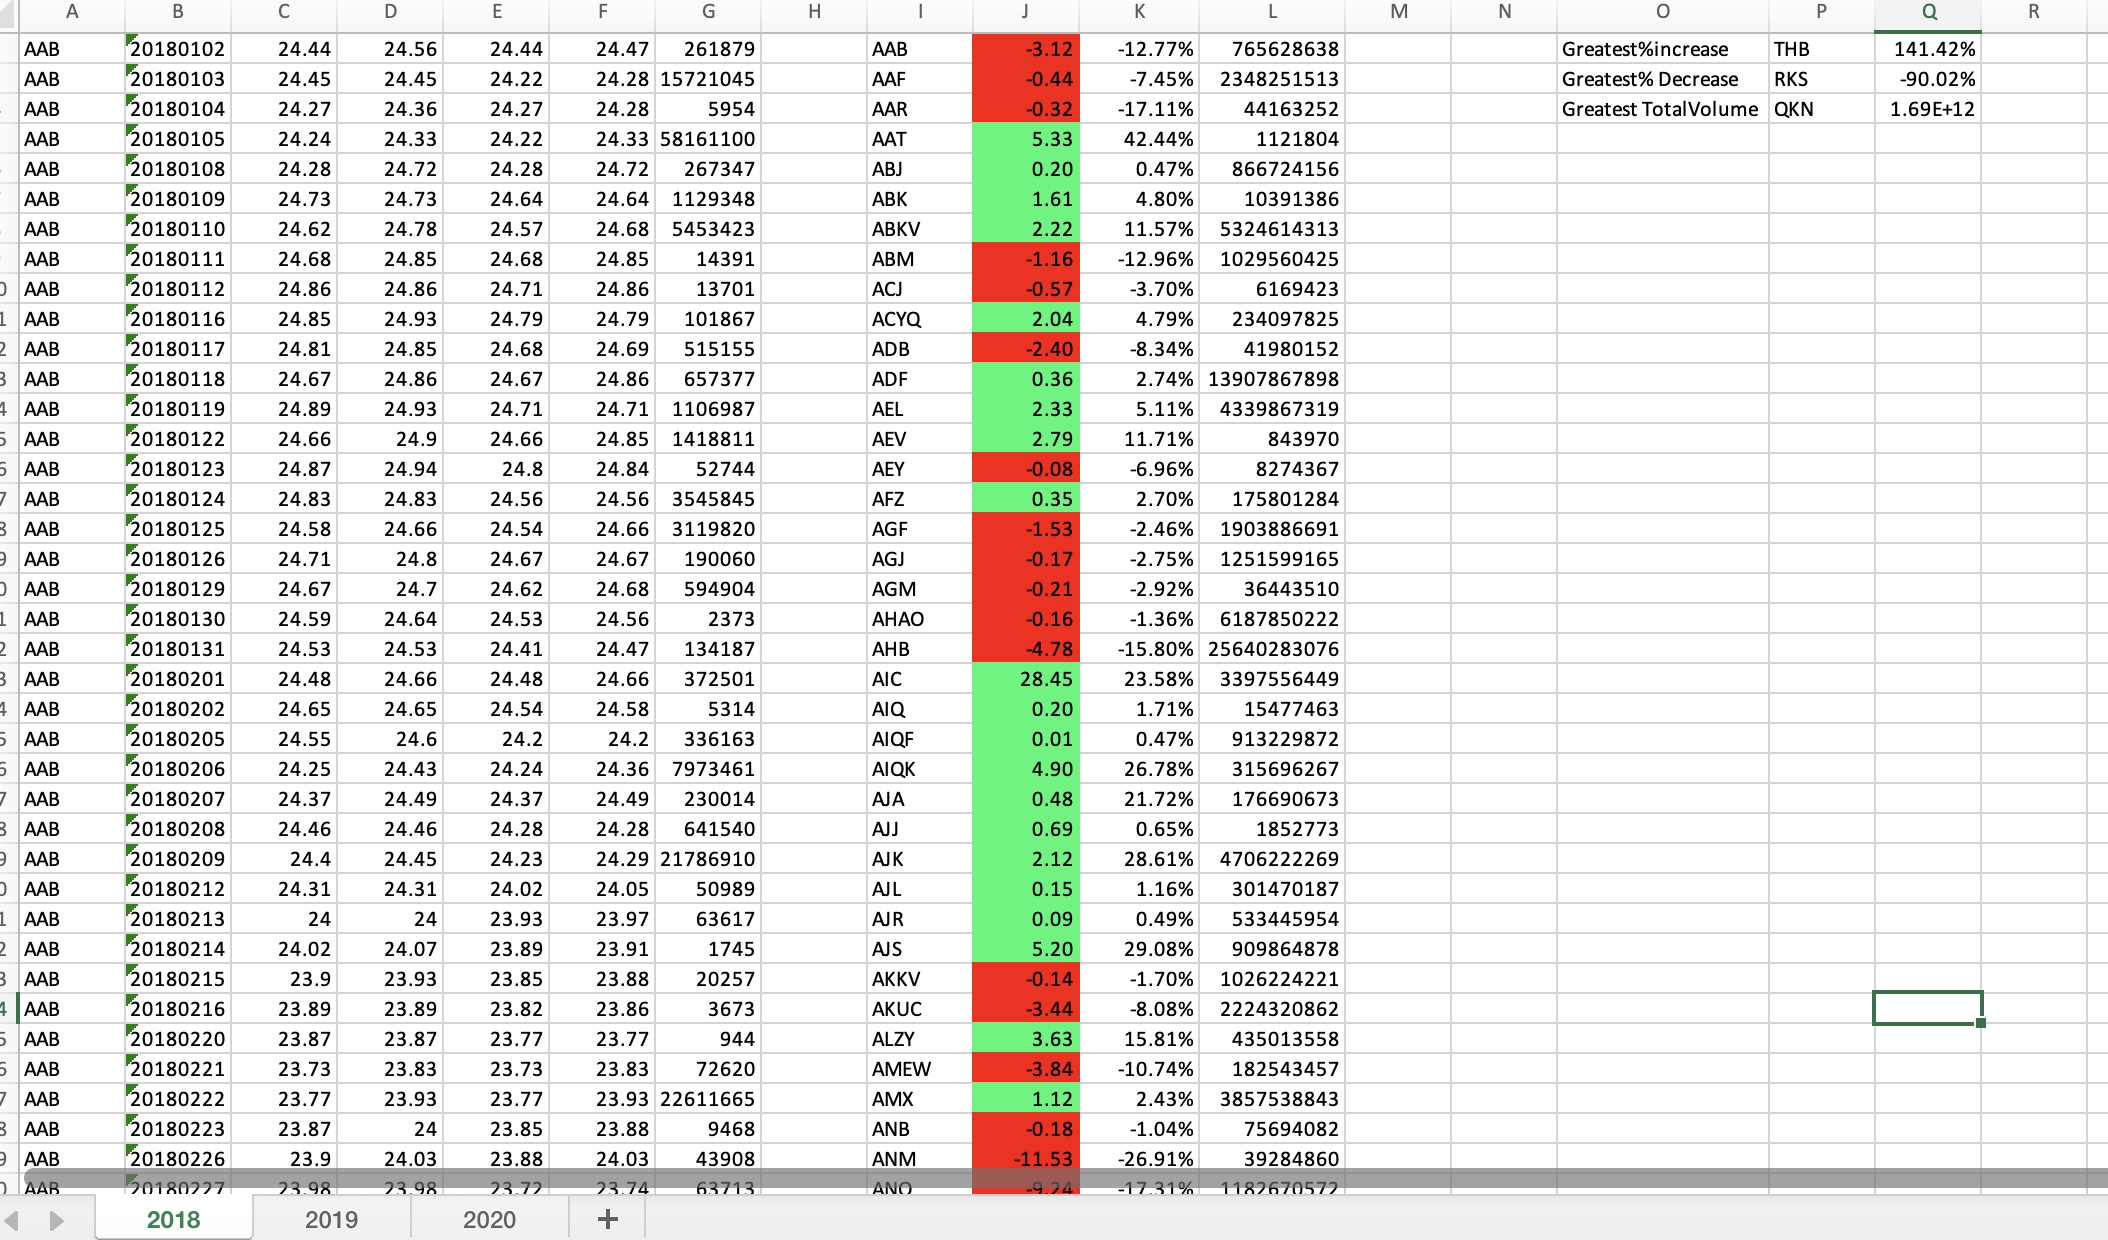 A B C D E F G H I J K L M N O P Q R
AAB 20180102 24.44 24.56 24.44 24.47 261879 AAB -3.12 -12.77% 765628638 Greatest%increase THB 141.42%
AAB 20180103 24.45 24.45 24.22 24.28 15721045 AAF -0.44 -7.45% 2348251513 Greatest% Decrease RKS -90.02%
AAB 20180104 24.27 24.36 24.27 24.28 5954 AAR -0.32 -17.11% 44163252 Greatest TotalVolume QKN 1.69E+12
AAB 20180105 24.24 24.33 24.22 24.33 58161100 AAT 5.33 42.44% 1121804
AAB 20180108 24.28 24.72 24.28 24.72 267347 ABJ 0.20 0.47% 866724156
AAB 20180109 24.73 24.73 24.64 24.64 1129348 ABK 1.61 4.80% 10391386
AAB 20180110 24.62 24.78 24.57 24.68 5453423 ABKV 2.22 11.57% 5324614313
AAB 20180111 24.68 24.85 24.68 24.85 14391 ABM -1.16 -12.96% 1029560425
AAB 20180112 24.86 24.86 24.71 24.86 13701 ACJ -0.57 -3.70% 6169423
AAB 20180116 24.85 24.93 24.79 24.79 101867 ACYQ 2.04 4.79% 234097825
AAB 20180117 24.81 24.85 24.68 24.69 515155 ADB -2.40 -8.34% 41980152
AAB 20180118 24.67 24.86 24.67 24.86 657377 ADF 0.36 2.74% 13907867898
AAB 20180119 24.89 24.93 24.71 24.71 1106987 AEL 2.33 5.11% 4339867319
AAB 20180122 24.66 24.9 24.66 24.85 1418811 AEV 2.79 11.71% 843970
AAB 20180123 24.87 24.94 24.8 24.84 52744 AEY -0.08 -6.96% 8274367
AAB 20180124 24.83 24.83 24.56 24.56 3545845 AFZ 0.35 2.70% 175801284
AAB 20180125 24.58 24.66 24.54 24.66 3119820 AGF -1.53 -2.46% 1903886691
AAB 20180126 24.71 24.8 24.67 24.67 190060 AGJ -0.17 -2.75% 1251599165
AAB 20180129 24.67 24.7 24.62 24.68 594904 AGM -0.21 -2.92% 36443510
AAB 20180130 24.59 24.64 24.53 24.56 2373 AHAO -0.16 -1.36% 6187850222
AAB 20180131 24.53 24.53 24.41 24.47 134187 AHB -4.78 -15.80% 25640283076
AAB 20180201 24.48 24.66 24.48 24.66 372501 AIC 28.45 23.58% 3397556449
AAB 20180202 24.65 24.65 24.54 24.58 5314 AIQ 0.20 1.71% 15477463
AAB 20180205 24.55 24.6 24.2 24.2 336163 AIQF 0.01 0.47% 913229872
AAB 20180206 24.25 24.43 24.24 24.36 7973461 AIQK 4.90 26.78% 315696267
AAB 20180207 24.37 24.49 24.37 24.49 230014 AJA 0.48 21.72% 176690673
AAB 20180208 24.46 24.46 24.28 24.28 641540 AJJ 0.69 0.65% 1852773
AAB 20180209 24.4 24.45 24.23 24.29 21786910 AJK 2.12 28.61% 4706222269
AAB 20180212 24.31 24.31 24.02 24.05 50989 AJL 0.15 1.16% 301470187
AAB 20180213 24 24 23.93 23.97 63617 AJR 0.09 0.49% 533445954
AAB 20180214 24.02 24.07 23.89 23.91 1745 AJS 5.20 29.08% 909864878
AAB 20180215 23.9 23.93 23.85 23.88 20257 AKKV -0.14 -1.70% 1026224221
AAB 20180216 23.89 23.89 23.82 23.86 3673 AKUC -3.44 -8.08% 2224320862
AAB 20180220 23.87 23.87 23.77 23.77 944 ALZY 3.63 15.81% 435013558
AAB 20180221 23.73 23.83 23.73 23.83 72620 AMEW -3.84 -10.74% 182543457
AAB 20180222 23.77 23.93 23.77 23.93 22611665 AMX 1.12 2.43% 3857538843
AAB 20180223 23.87 24 23.85 23.88 9468 ANB -0.18 -1.04% 75694082
AAB 20180226 23.9 24.03 23.88 24.03 43908 ANM -11.53 -26.91% 39284860
AAB 20180227 23.98 23.98 23.72 23.74 63713 ANO -9.24 -17.31% 1182670572
2018 2019 2020 +